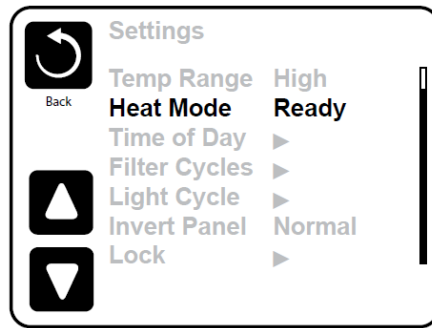 Settings
Back
Temp Range High
Heat Mode Ready
Time of Day ▶
Filter Cycles ▶
Light Cycle ▶
Invert Panel Normal
Lock ▶